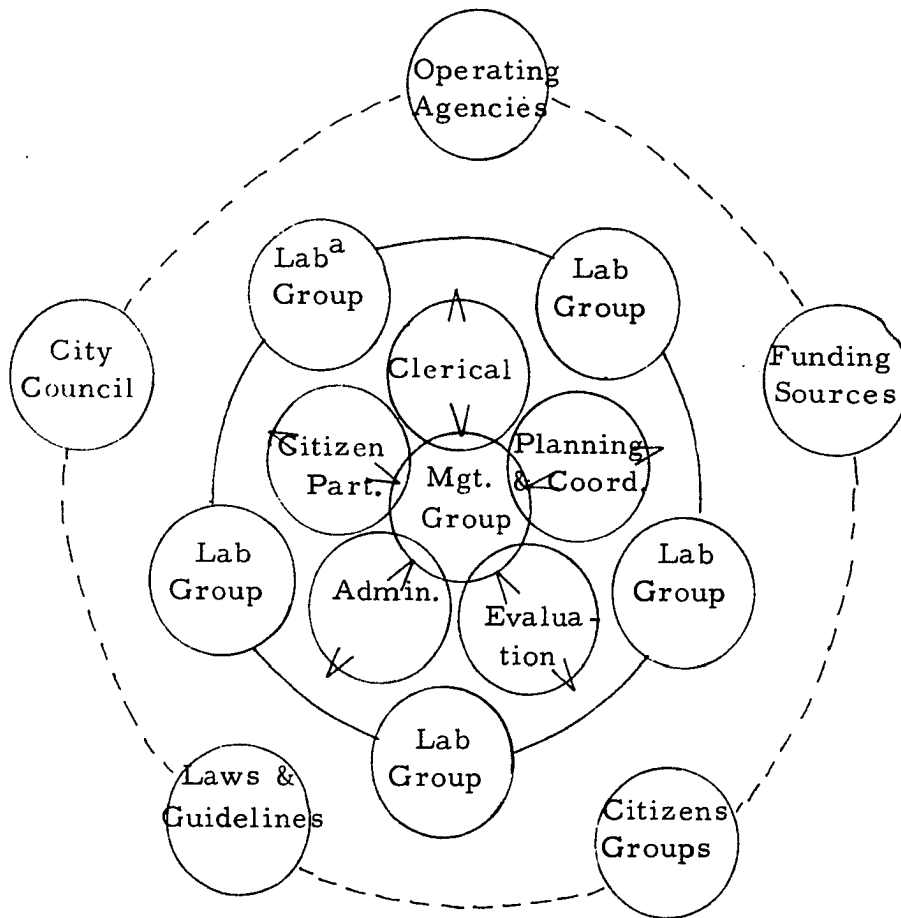 Operating
Agencies
Lab a
Group
Lab
Group
City
Council
Clerical
Funding
Sources
Citizen
Part.
Mgt.
Group
Planning
& Coord.
Lab
Group
Admin.
Evalua-
tion
Lab
Group
Lab
Group
Laws &
Guidelines
Citizens
Groups